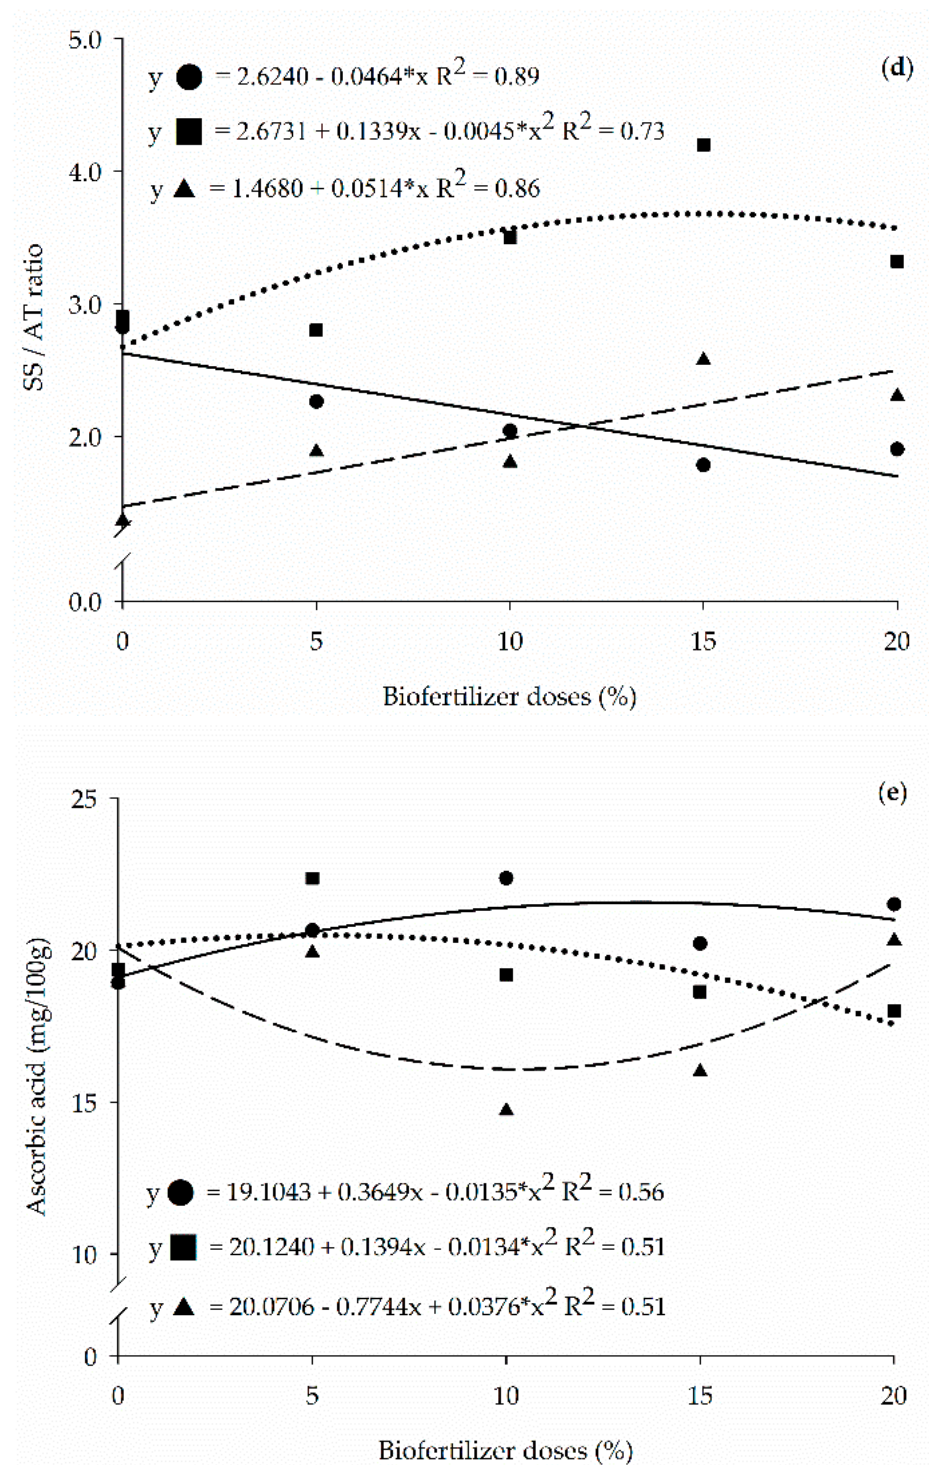 5.0
(d)
y ● = 2.6240 - 0.0464*x R² = 0.89
y ■ = 2.6731 + 0.1339x - 0.0045*x² R² = 0.73
4.0
y ▲ = 1.4680 + 0.0514*x R² = 0.86
SS / AT ratio
3.0
2.0
0.0
0 5 10 15 20
Biofertilizer doses (%)
(e)
25
20
Ascorbic acid (mg/100g)
15
y ● = 19.1043 + 0.3649x - 0.0135*x² R² = 0.56
10
y ■ = 20.1240 + 0.1394x - 0.0134*x² R² = 0.51
y ▲ = 20.0706 - 0.7744x + 0.0376*x² R² = 0.51
0
0 5 10 15 20
Biofertilizer doses (%)